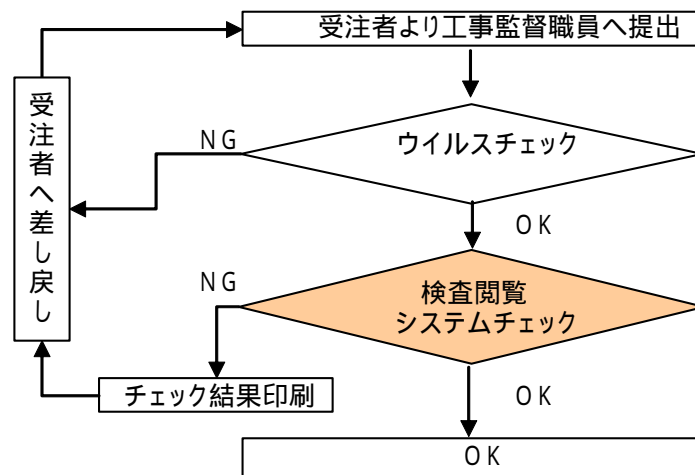 受注者より工事監督職員へ提出
受注者へ差し戻し
NG
ウイルスチェック
OK
NG
検査閲覧
システムチェック
チェック結果印刷
OK
OK